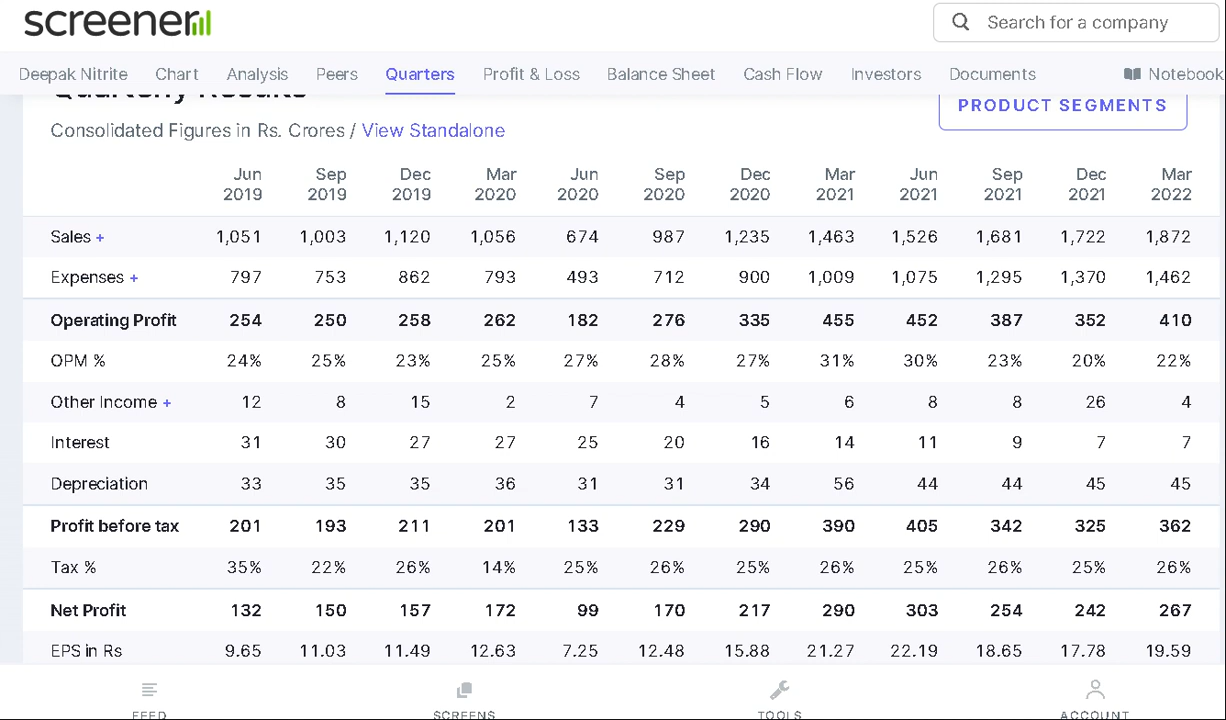 screener
Search for a company
Deepak Nitrite Chart Analysis Peers Quarters Profit & Loss Balance Sheet Cash Flow Investors Documents Notebook
Quarterly Results
PRODUCT SEGMENTS
Consolidated Figures in Rs. Crores / View Standalone
Jun Sep Dec Mar Jun Sep Dec Mar Jun Sep Dec Mar
2019 2019 2019 2020 2020 2020 2020 2021 2021 2021 2021 2022
Sales + 1,051 1,003 1,120 1,056 674 987 1,235 1,463 1,526 1,681 1,722 1,872
Expenses + 797 753 862 793 493 712 900 1,009 1,075 1,295 1,370 1,462
Operating Profit 254 250 258 262 182 276 335 455 452 387 352 410
OPM % 24% 25% 23% 25% 27% 28% 27% 31% 30% 23% 20% 22%
Other Income + 12 8 15 2 7 4 5 6 8 8 26 4
Interest 31 30 27 27 25 20 16 14 11 9 7 7
Depreciation 33 35 35 36 31 31 34 56 44 44 45 45
Profit before tax 201 193 211 201 133 229 290 390 405 342 325 362
Tax % 35% 22% 26% 14% 25% 26% 25% 26% 25% 26% 25% 26%
Net Profit 132 150 157 172 99 170 217 290 303 254 242 267
EPS in Rs 9.65 11.03 11.49 12.63 7.25 12.48 15.88 21.27 22.19 18.65 17.78 19.59
FEED SCREENS TOOLS ACCOUNT